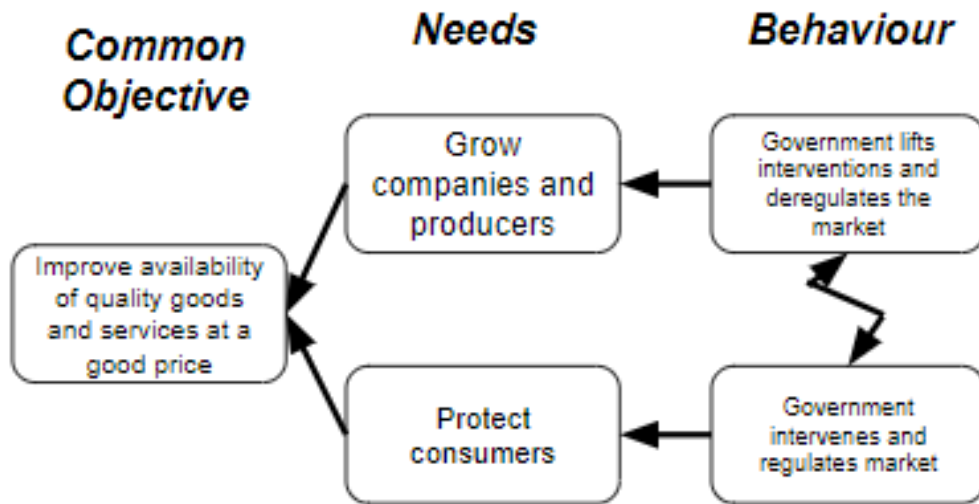 Common
Objective
Needs
Behaviour
Grow
companies and
producers
Government lifts
interventions and
deregulates the
market
Improve availability
of quality goods
and services at a
good price
Protect
consumers
Government
intervenes and
regulates market